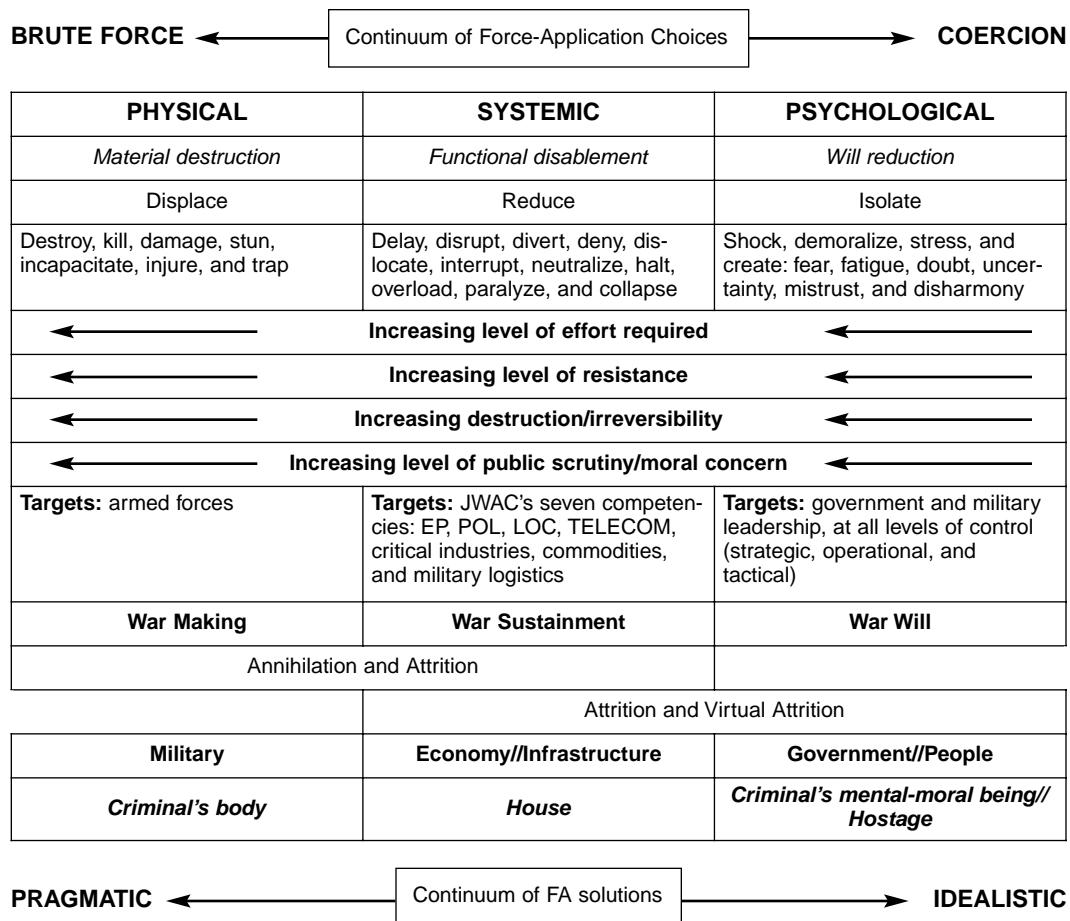 BRUTE FORCE Continuum of Force-Application Choices COERCION
PHYSICAL SYSTEMIC PSYCHOLOGICAL
Material destruction Functional disablement Will reduction
Displace Reduce Isolate
Destroy, kill, damage, stun,
incapacitate, injure, and trap
Delay, disrupt, divert, deny, dis-
locate, interrupt, neutralize, halt,
overload, paralyze, and collapse
Shock, demoralize, stress, and
create: fear, fatigue, doubt, uncer-
tainty, mistrust, and disharmony
Increasing level of effort required
Increasing level of resistance
Increasing destruction/irreversibility
Increasing level of public scrutiny/moral concern
Targets: armed forces
Targets: JWAC's seven competen-
cies: EP, POL, LOC, TELECOM,
critical industries, commodities,
and military logistics
Targets: government and military
leadership, at all levels of control
(strategic, operational, and
tactical)
War Making War Sustainment War Will
Annihilation and Attrition
Attrition and Virtual Attrition
Military Economy//Infrastructure Government//People
Criminal's body House Criminal's mental-moral being//
Hostage
PRAGMATIC Continuum of FA solutions IDEALISTIC